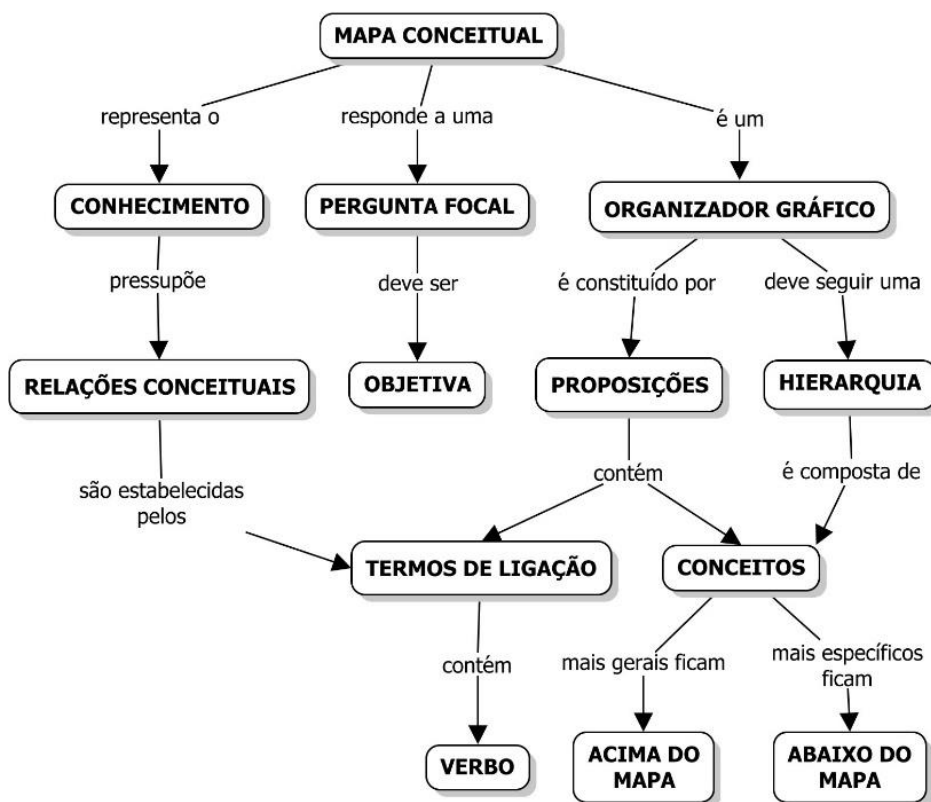 MAPA CONCEITUAL
representa o
responde a uma
é um
CONHECIMENTO
PERGUNTA FOCAL
ORGANIZADOR GRÁFICO
pressupõe
deve ser
é constituído por
deve seguir uma
RELAÇÕES CONCEITUAIS
OBJETIVA
PROPOSIÇÕES
HIERARQUIA
são estabelecidas
pelos
contém
é composta de
TERMOS DE LIGAÇÃO
CONCEITOS
contém
mais gerais ficam
mais específicos
ficam
VERBO
ACIMA DO
MAPA
ABAIXO DO
MAPA